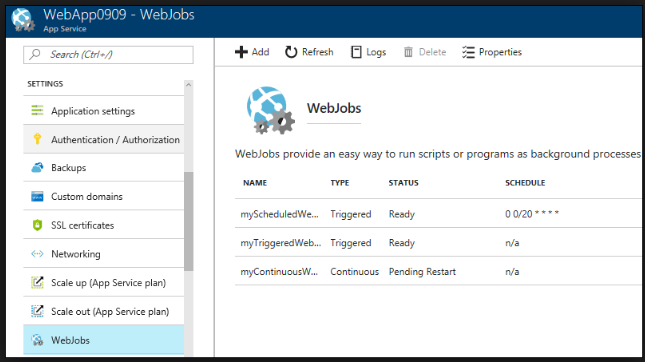 WebApp0909 - WebJobs
App Service
Search (Ctrl+/)
SETTINGS
Application settings
Authentication / Authorization
Backups
Custom domains
SSL certificates
Networking
Scale up (App Service plan)
Scale out (App Service plan)
WebJobs
Add Refresh Logs Delete Properties
WebJobs
WebJobs provide an easy way to run scripts or programs as background processes
NAME TYPE STATUS SCHEDULE
myScheduledWe... Triggered Ready 0 0/20 * * * *
myTriggeredWeb... Triggered Ready n/a
myContinuousW... Continuous Pending Restart n/a